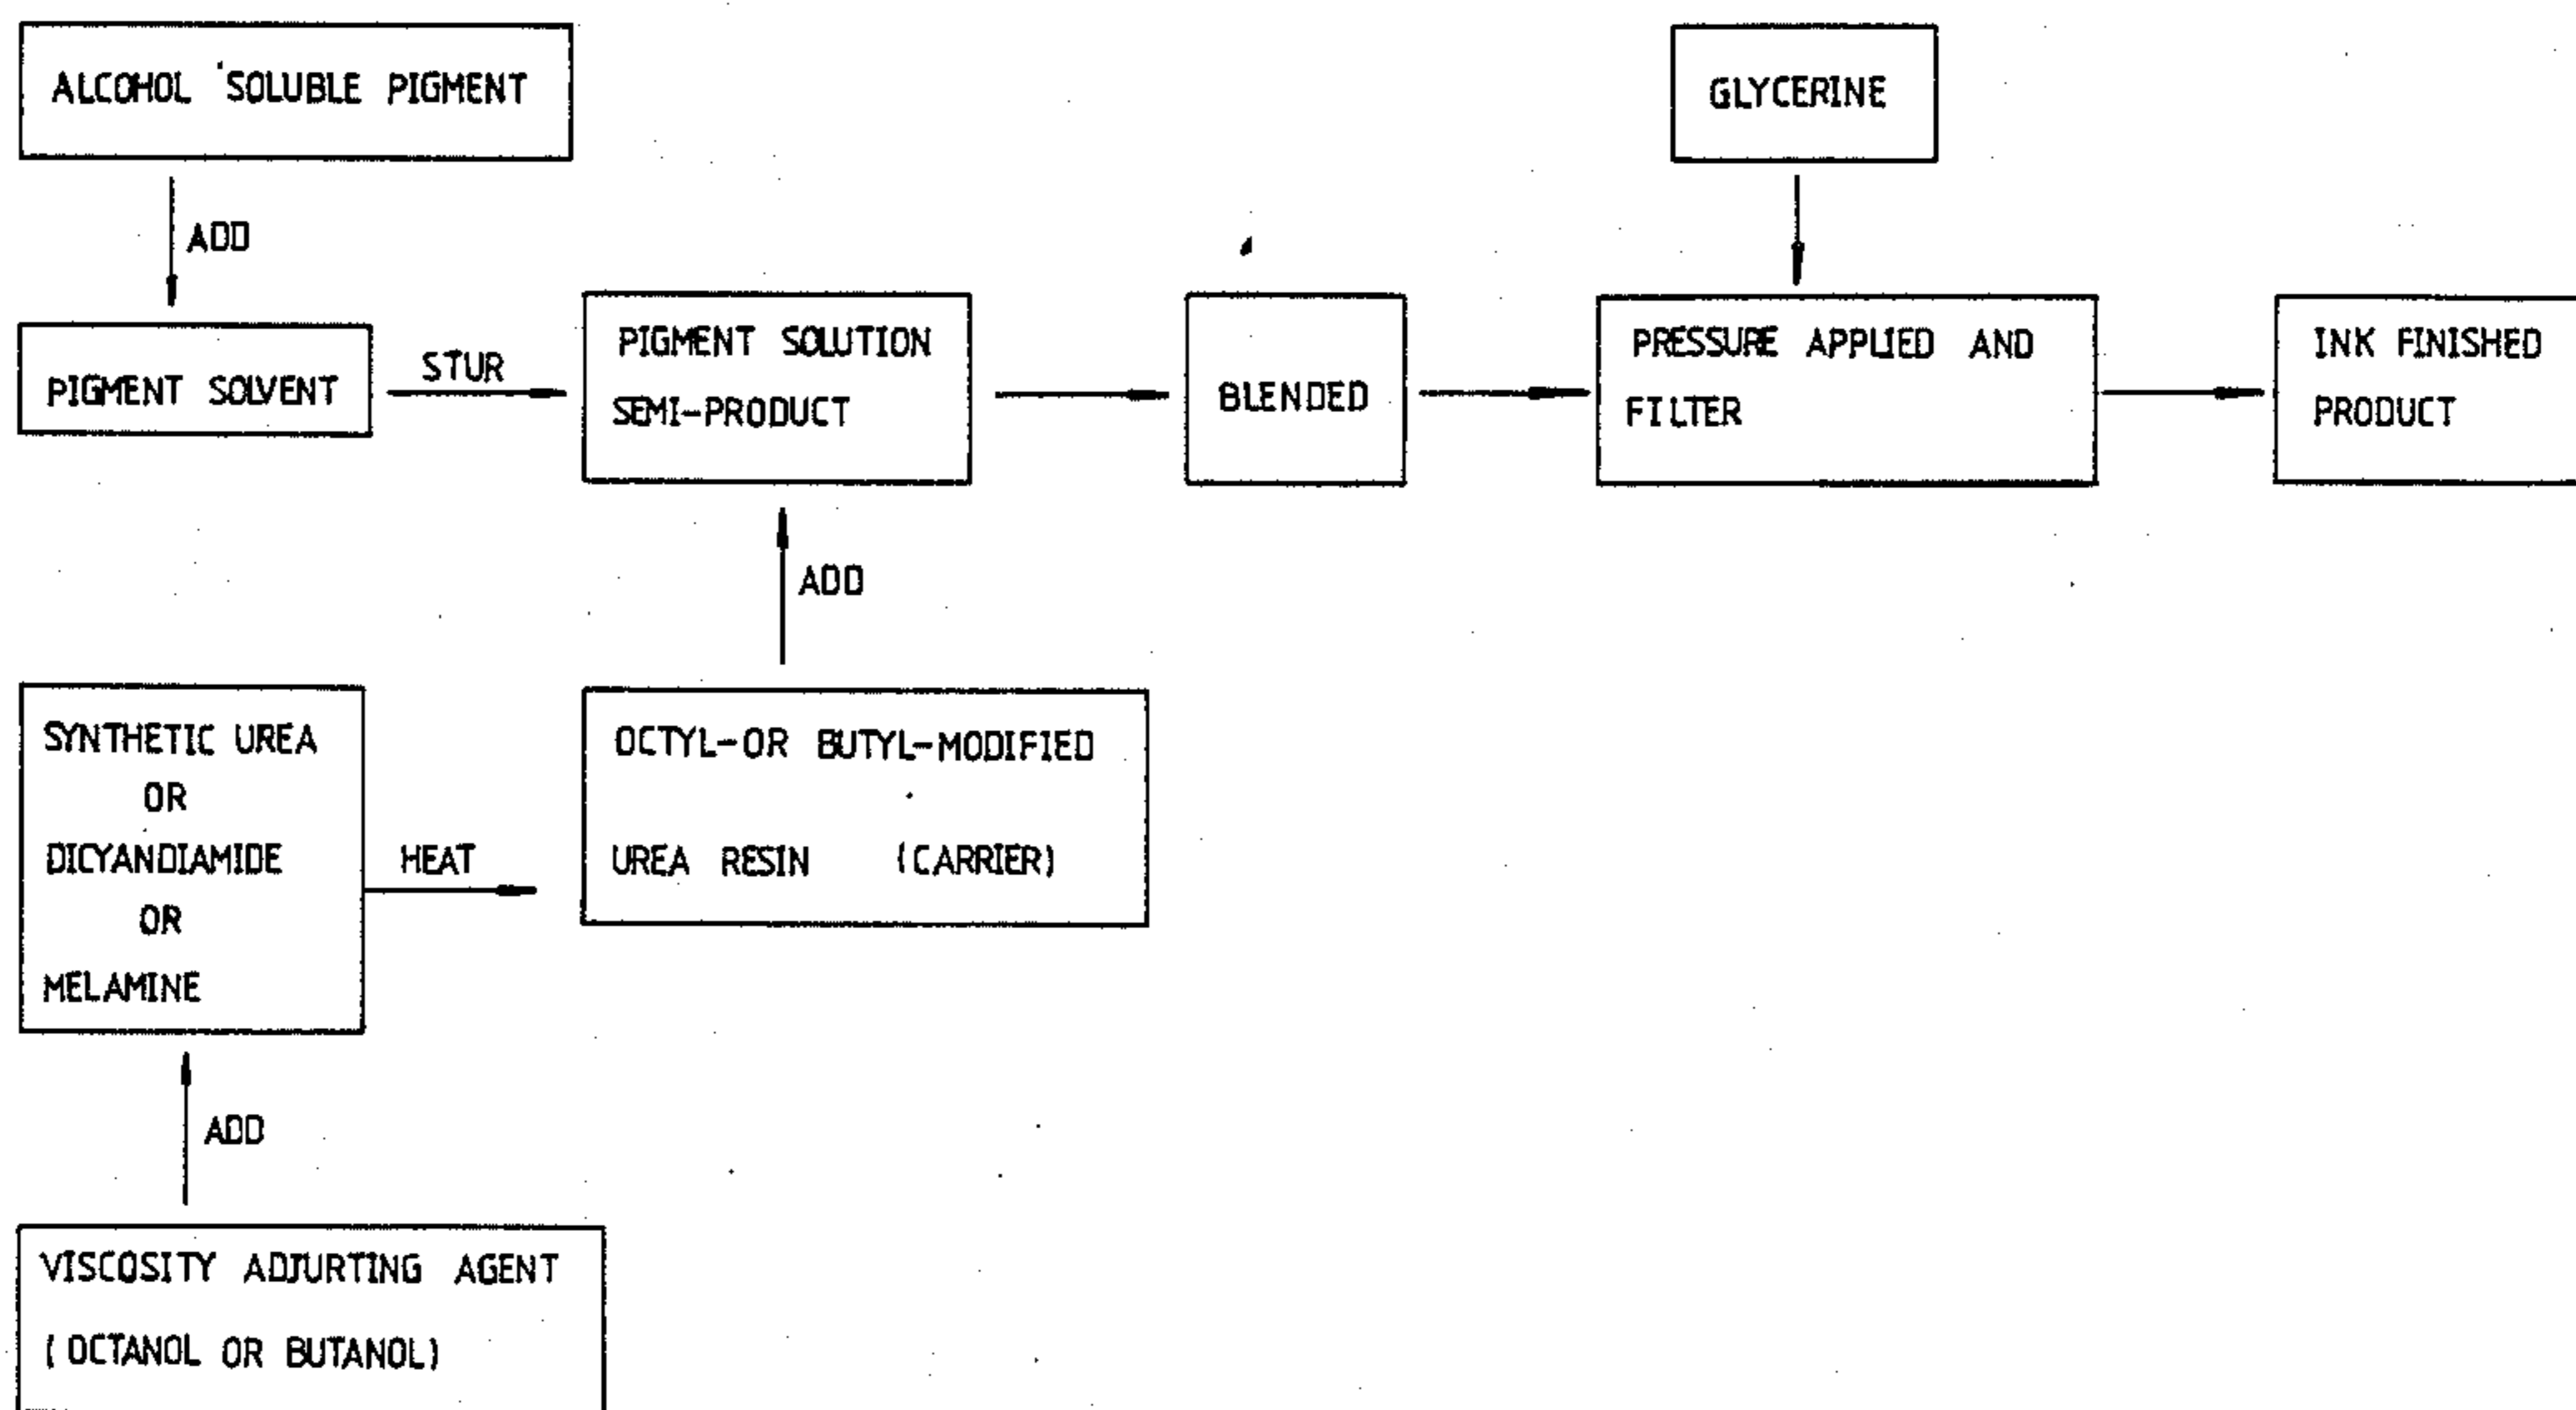 ALCOHOL SOLUBLE PIGMENT
GLYCERINE
ADD
PIGMENT SOLVENT
STUR
PIGMENT SOLUTION
SEMI-PRODUCT
BLENDED
PRESSURE APPLIED AND
FILTER
INK FINISHED
PRODUCT
ADD
SYNTHETIC UREA
OR
DICYANDIAMIDE
OR
MELAMINE
HEAT
OCTYL-OR BUTYL-MODIFIED
UREA RESIN (CARRIER)
ADD
VISCOSITY ADJURTING AGENT
(OCTANOL OR BUTANOL)